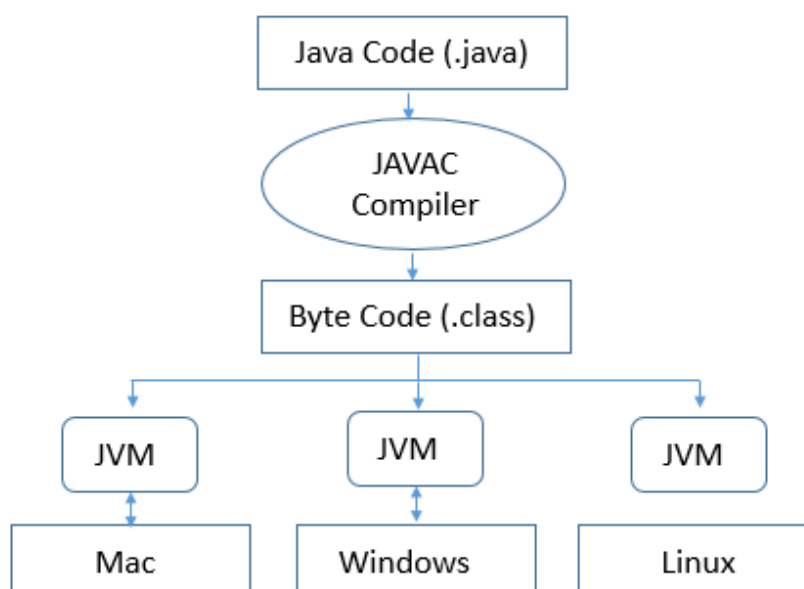 Java Code (.java)
JAVAC
Compiler
Byte Code (.class)
JVM
JVM
JVM
Mac
Windows
Linux